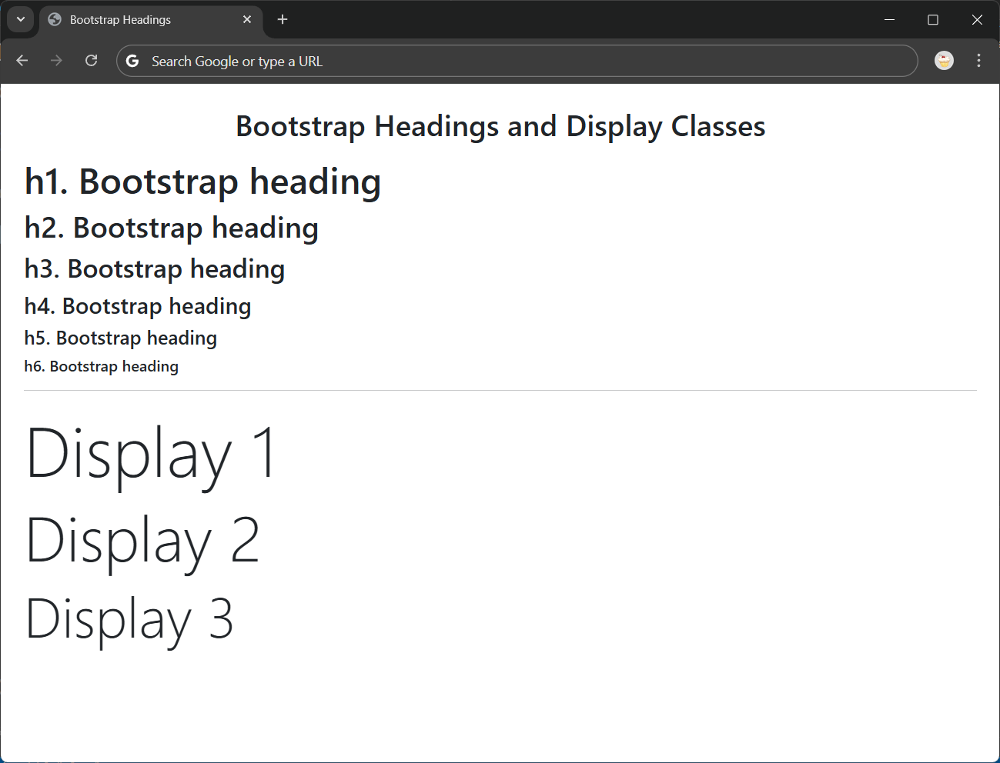 Bootstrap Headings
Search Google or type a URL
Bootstrap Headings and Display Classes
h1. Bootstrap heading
h2. Bootstrap heading
h3. Bootstrap heading
h4. Bootstrap heading
h5. Bootstrap heading
h6. Bootstrap heading
Display 1
Display 2
Display 3